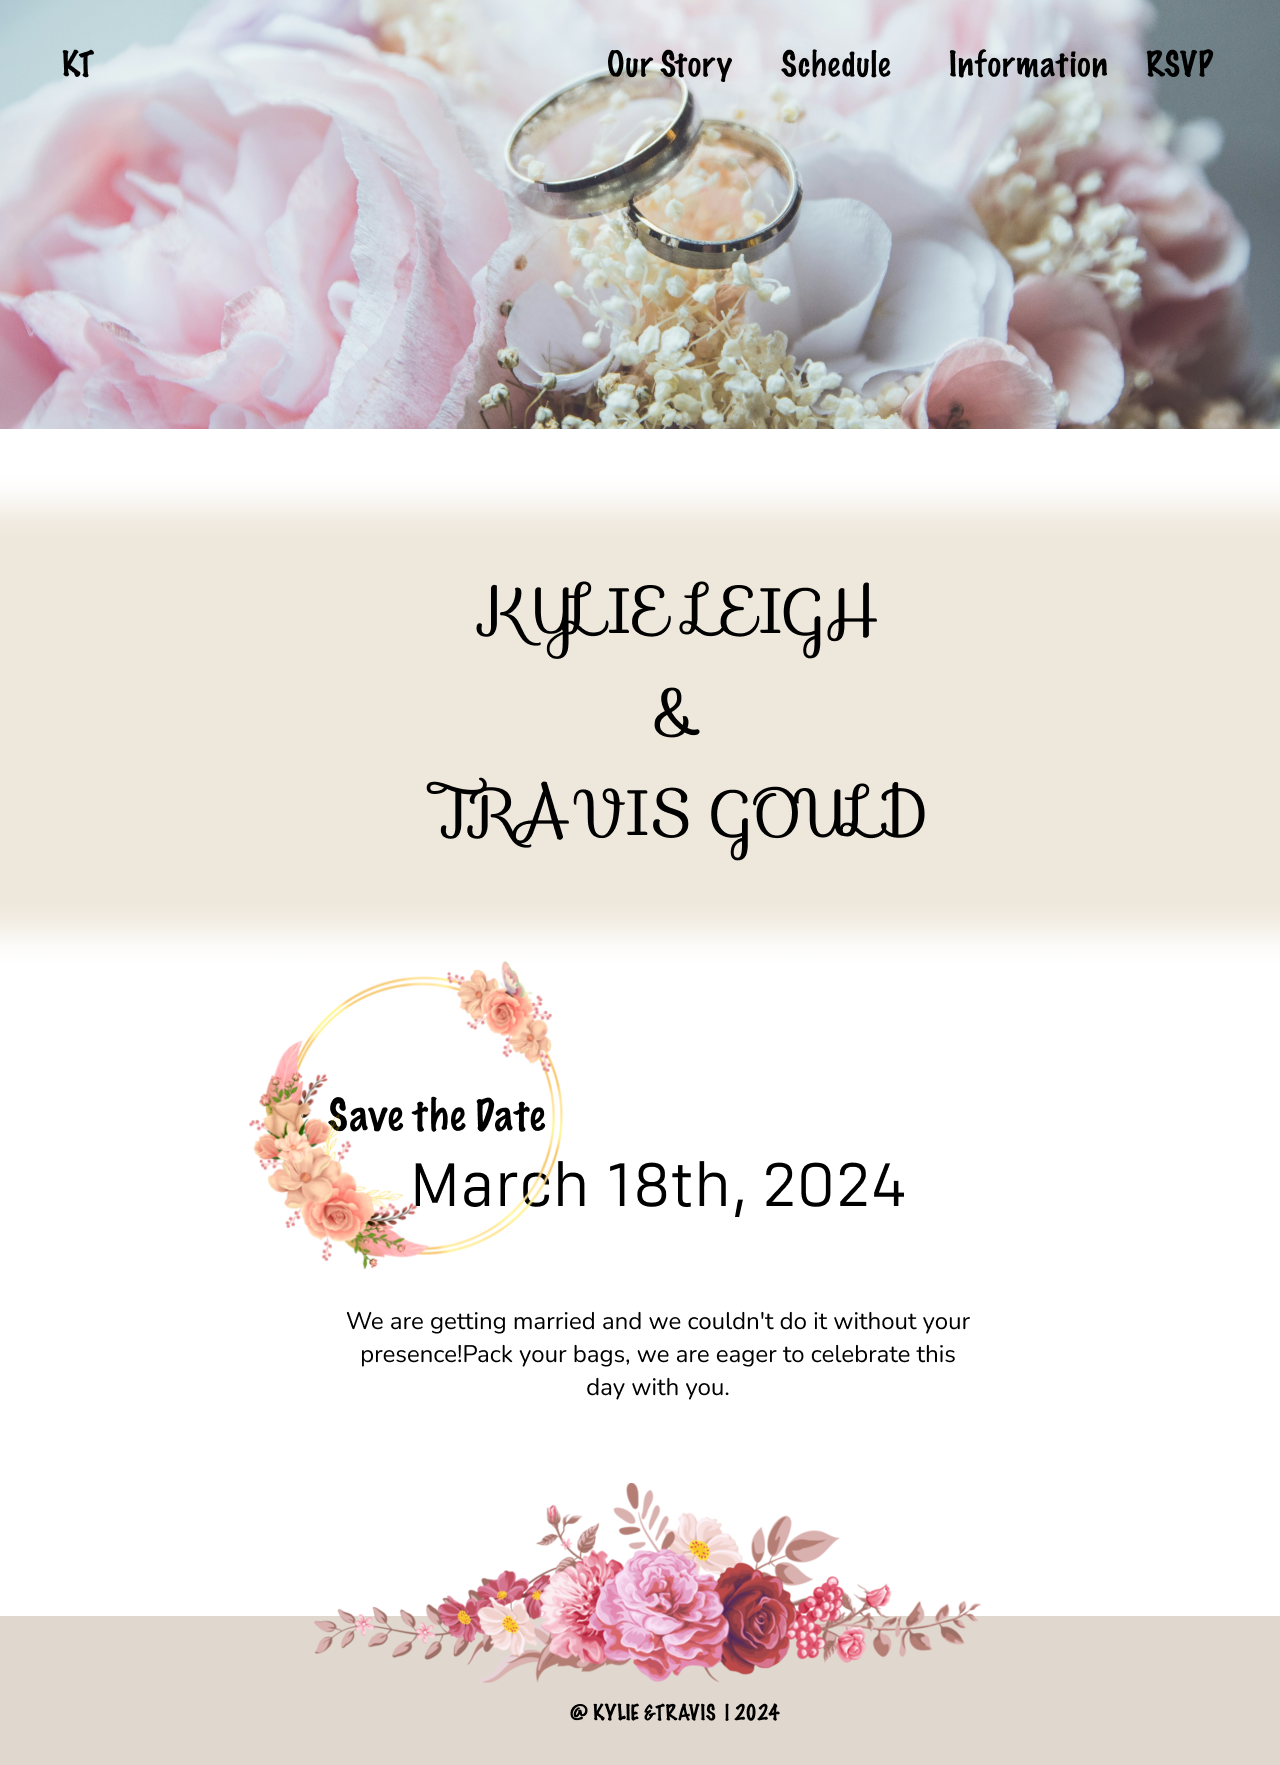 KT Our Story Schedule Information RSVP
KYLIE LEIGH
&
TRAVIS GOULD
Save the Date
March 18th, 2024
We are getting married and we couldn't do it without your
presence!Pack your bags, we are eager to celebrate this
day with you.
@ KYLIE &TRAVIS | 2024